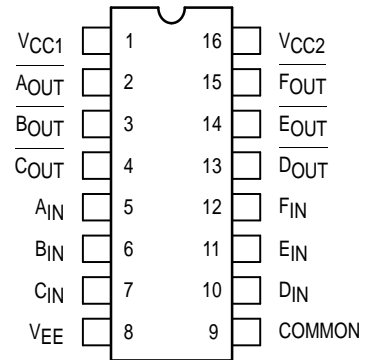 VCC1 1 16 VCC2
AOUT 2 15 FOUT
BOUT 3 14 EOUT
COUT 4 13 DOUT
AIN 5 12 FIN
BIN 6 11 EIN
CIN 7 10 DIN
VEE 8 9 COMMON